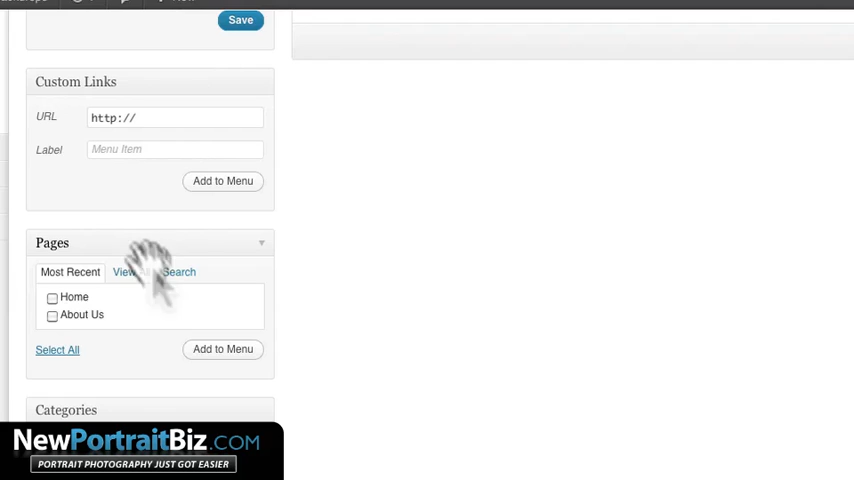 Save
Custom Links
URL http://
Label Menu Item
Add to Menu
Pages
Most Recent View Search
Home
About Us
Select All Add to Menu
Categories
NewPortraitBiz.COM
PORTRAIT PHOTOGRAPHY JUST GOT EASIER